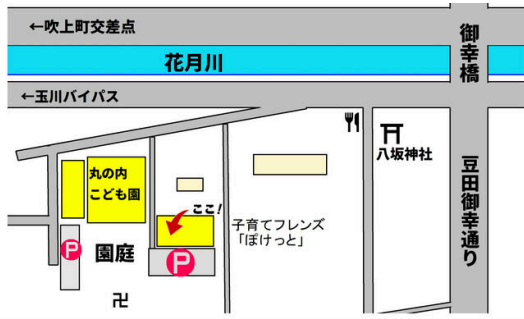 ←吹上町交差点
御幸橋
花月川
←玉川バイパス
八坂神社
丸の内
こども園
ここ!
子育てフレンズ
「ぽけっと」
豆田御幸通り
P
園庭
P
卍